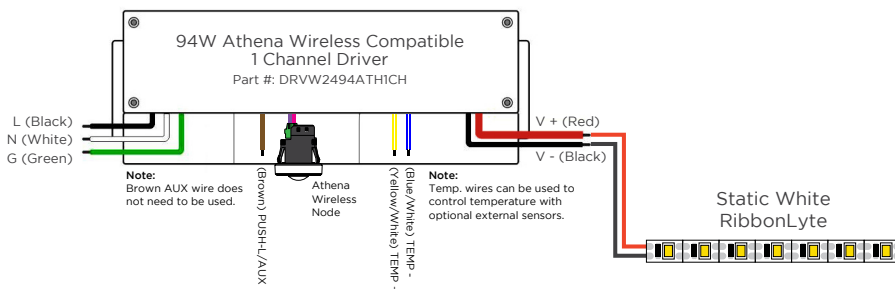 94W Athena Wireless Compatible
1 Channel Driver
Part #: DRVW2494ATH1CH
L (Black)
N (White)
G (Green)
V + (Red)
V - (Black)
Note:
Brown AUX wire does
not need to be used.
(Brown) PUSH-L/AUX
Athena
Wireless
Node
(Yellow/White) TEMP -
(Blue/White) TEMP -
Note:
Temp. wires can be used to
control temperature with
optional external sensors.
Static White
RibbonLyte